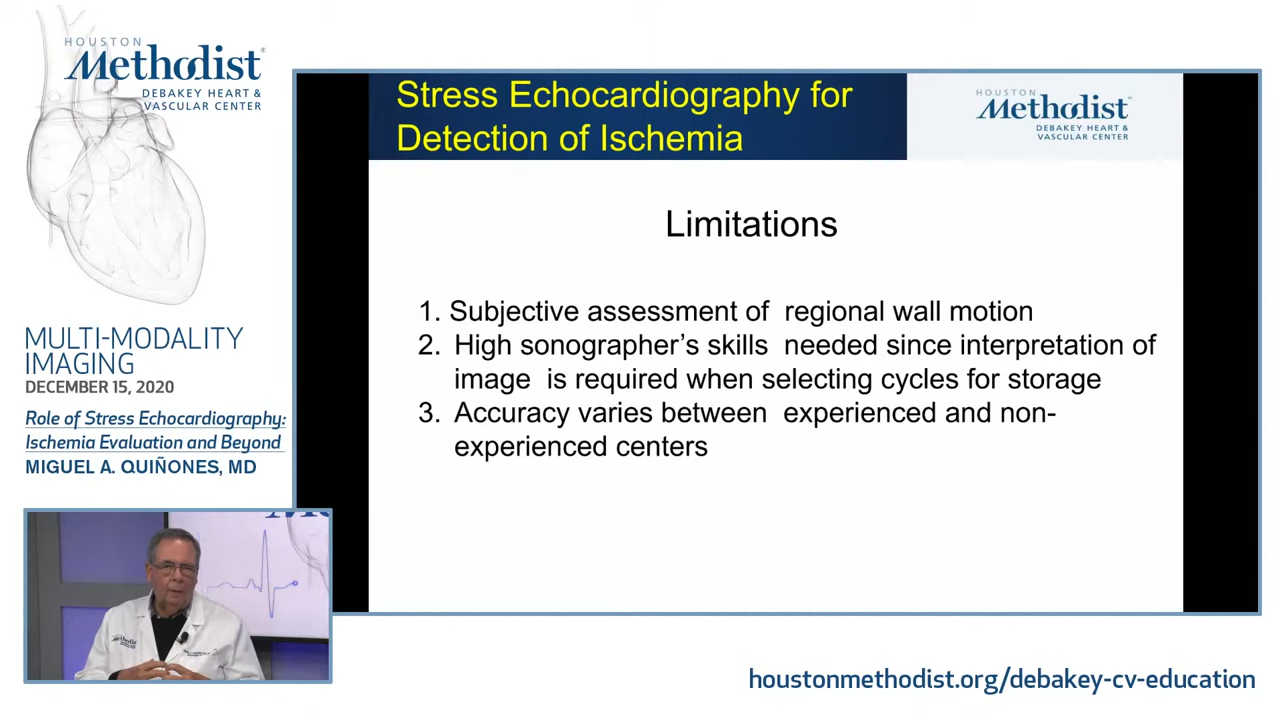 HOUSTON
Methodist
DEBAKEY HEART &
VASCULAR CENTER
MULTI-MODALITY
IMAGING
DECEMBER 15, 2020
Role of Stress Echocardiography:
Ischemia Evaluation and Beyond
MIGUEL A. QUIÑONES, MD
Stress Echocardiography for
Detection of Ischemia
HOUSTON
Methodist
DEBAKEY HEART &
VASCULAR CENTER
Limitations
1. Subjective assessment of regional wall motion
2. High sonographer's skills needed since interpretation of
image is required when selecting cycles for storage
3. Accuracy varies between experienced and non-
experienced centers
Methodist
houstonmethodist.org/debakey-cv-education